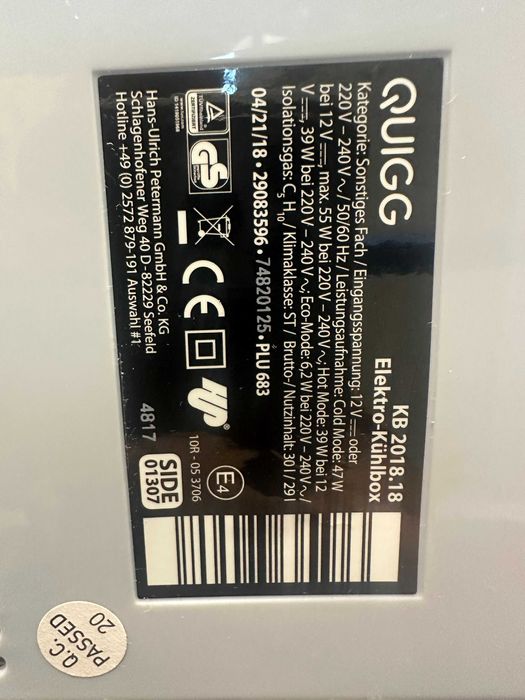 QUIGG
KB 2018.18
Elektro-Kühlbox
Kategorie: Sonstiges Fach / Eingangsspannung: 12 V ⎓ oder
220 V – 240 V ∿ / 50/60 Hz / Leistungsaufnahme: Cold Mode: 47 W
bei 12 V ⎓, max. 55 W bei 220 V – 240 V ∿; Hot Mode: 39 W bei 12
V ⎓, 39 W bei 220 V – 240 V ∿; Eco-Mode: 6,2 W bei 220 V – 240 V ∿ /
Isolationsgas: C₅H₁₀ / Klimaklasse: ST / Brutto-/ Nutzinhalt: 30 l / 29 l
04/21/18 • 29083596 • 74820125 • PLU 683
GS
CE
E4
10R - 05 3706
SIDE
01307
Hans-Ulrich Petermann GmbH & Co. KG
Schlagenhofener Weg 40 D - 82229 Seefeld
Hotline +49 (0) 2572 879-191 Auswahl #1
4817
Q.C.
PASSED
20